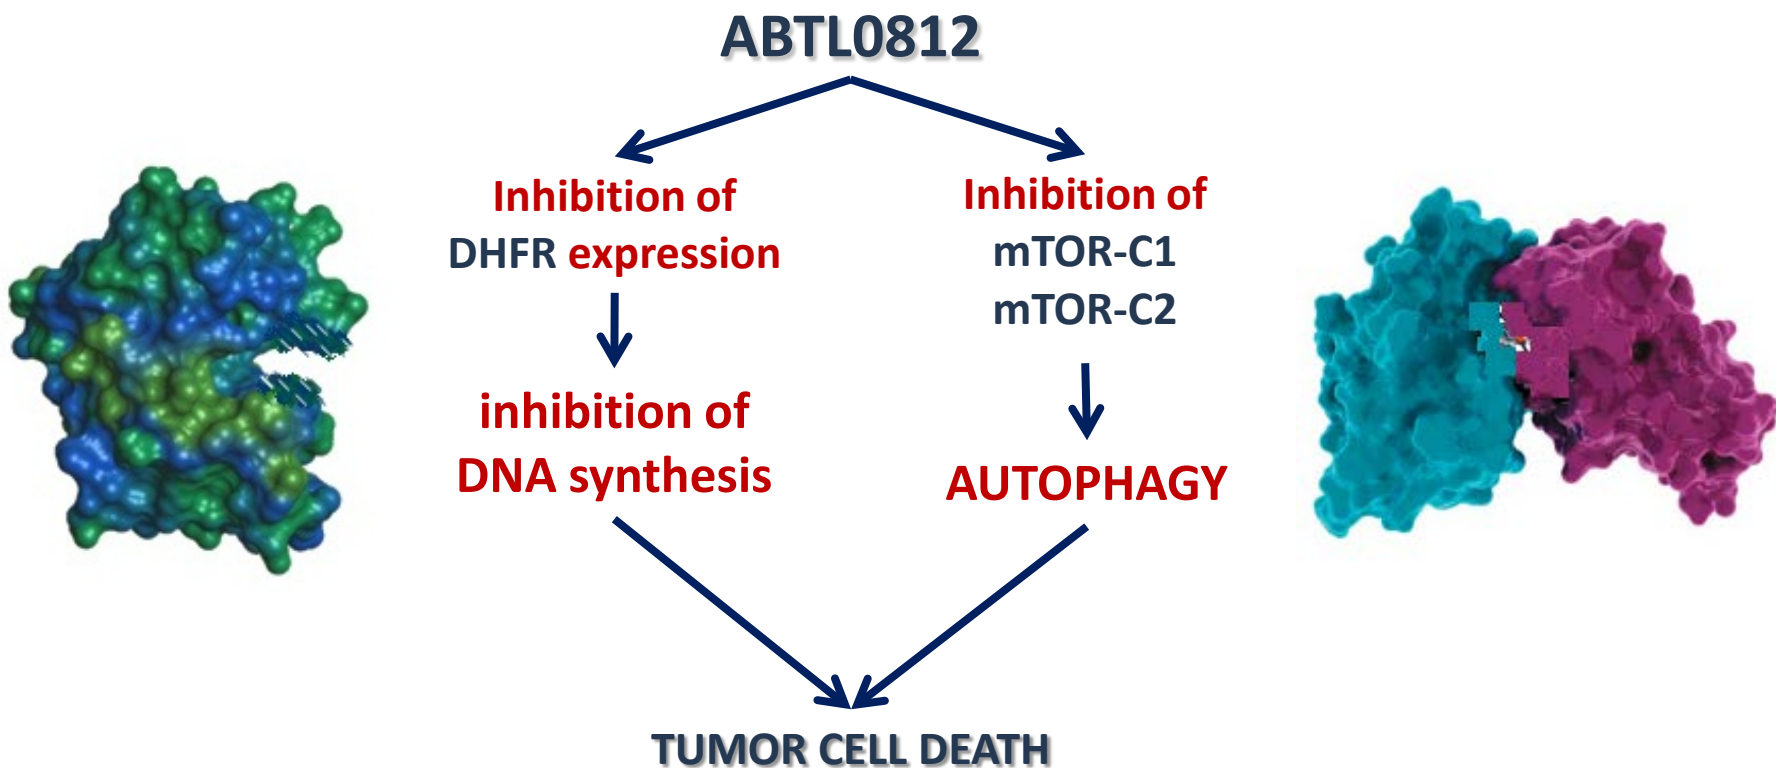 ABTL0812
Inhibition of
DHFR expression
inhibition of
DNA synthesis
Inhibition of
mTOR-C1
mTOR-C2
AUTOPHAGY
TUMOR CELL DEATH